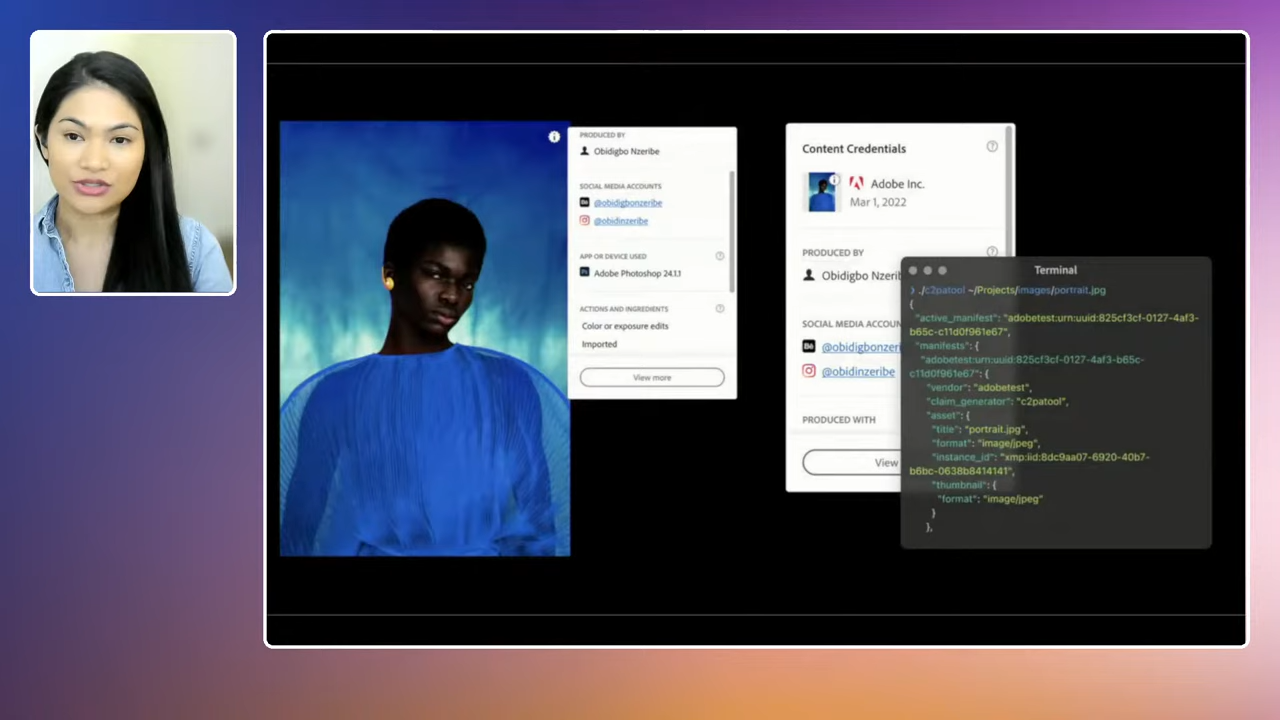 PRODUCED BY
Obidigbo Nzeribe
SOCIAL MEDIA ACCOUNTS
Bē @obidigbonzeribe
@obidinzeribe
APP OR DEVICE USED
Adobe Photoshop 24.1.1
ACTIONS AND INGREDIENTS
Color or exposure edits
Imported
View more
Content Credentials
Adobe Inc.
Mar 1, 2022
PRODUCED BY
Obidigbo Nzerib
SOCIAL MEDIA ACCOUN
Bē @obidigbonzeri
@obidinzeribe
PRODUCED WITH
View
Terminal
❯ ./c2patool ~/Projects/images/portrait.jpg
{
"active_manifest": "adobetest:urn:uuid:825cf3cf-0127-4af3-
b65c-c11d0f961e67",
"manifests": {
"adobetest:urn:uuid:825cf3cf-0127-4af3-b65c-
c11d0f961e67": {
"vendor": "adobetest",
"claim_generator": "c2patool",
"asset": {
"title": "portrait.jpg",
"format": "image/jpeg",
"instance_id": "xmp:iid:8dc9aa07-6920-40b7-
b6bc-0638b8414141",
"thumbnail": {
"format": "image/jpeg"
}
},